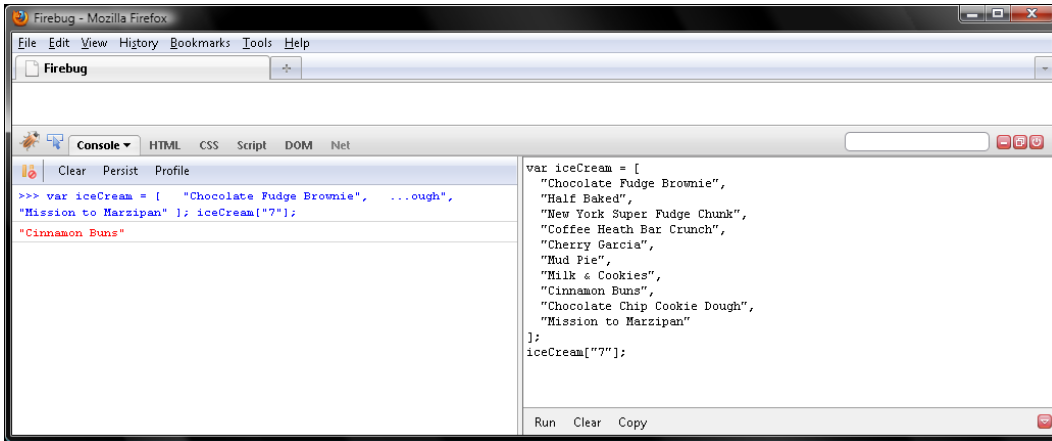 Firebug - Mozilla Firefox
File Edit View History Bookmarks Tools Help
Firebug
Console HTML CSS Script DOM Net
Clear Persist Profile
>>> var iceCream = [ "Chocolate Fudge Brownie", ...ough",
"Mission to Marzipan" ]; iceCream["7"];
"Cinnamon Buns"
var iceCream = [
"Chocolate Fudge Brownie",
"Half Baked",
"New York Super Fudge Chunk",
"Coffee Heath Bar Crunch",
"Cherry Garcia",
"Mud Pie",
"Milk & Cookies",
"Cinnamon Buns",
"Chocolate Chip Cookie Dough",
"Mission to Marzipan"
];
iceCream["7"];
Run Clear Copy